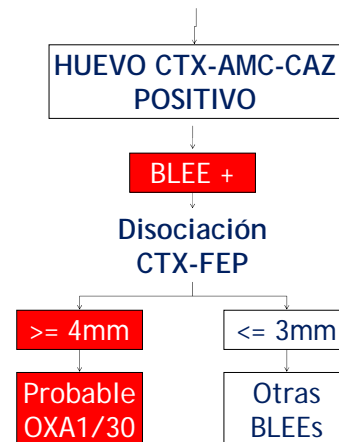 HUEVO CTX-AMC-CAZ
POSITIVO
BLEE +
Disociación
CTX-FEP
>= 4mm
<= 3mm
Probable
OXA1/30
Otras
BLEEs